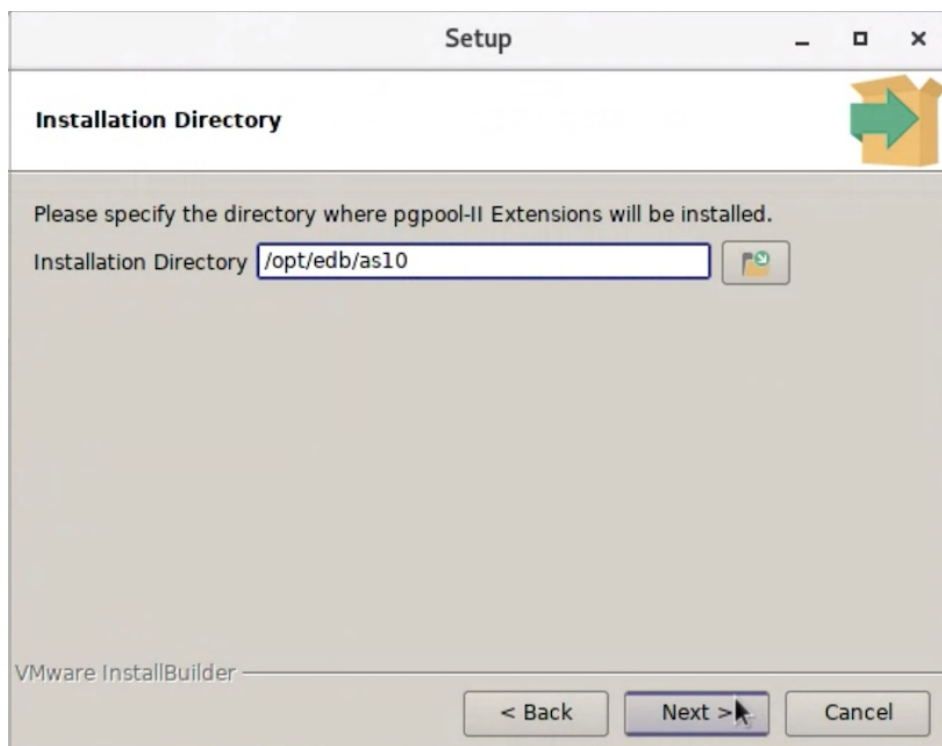 Setup
Installation Directory
Please specify the directory where pgpool-II Extensions will be installed.
Installation Directory /opt/edb/as10
VMware InstallBuilder
< Back Next > Cancel